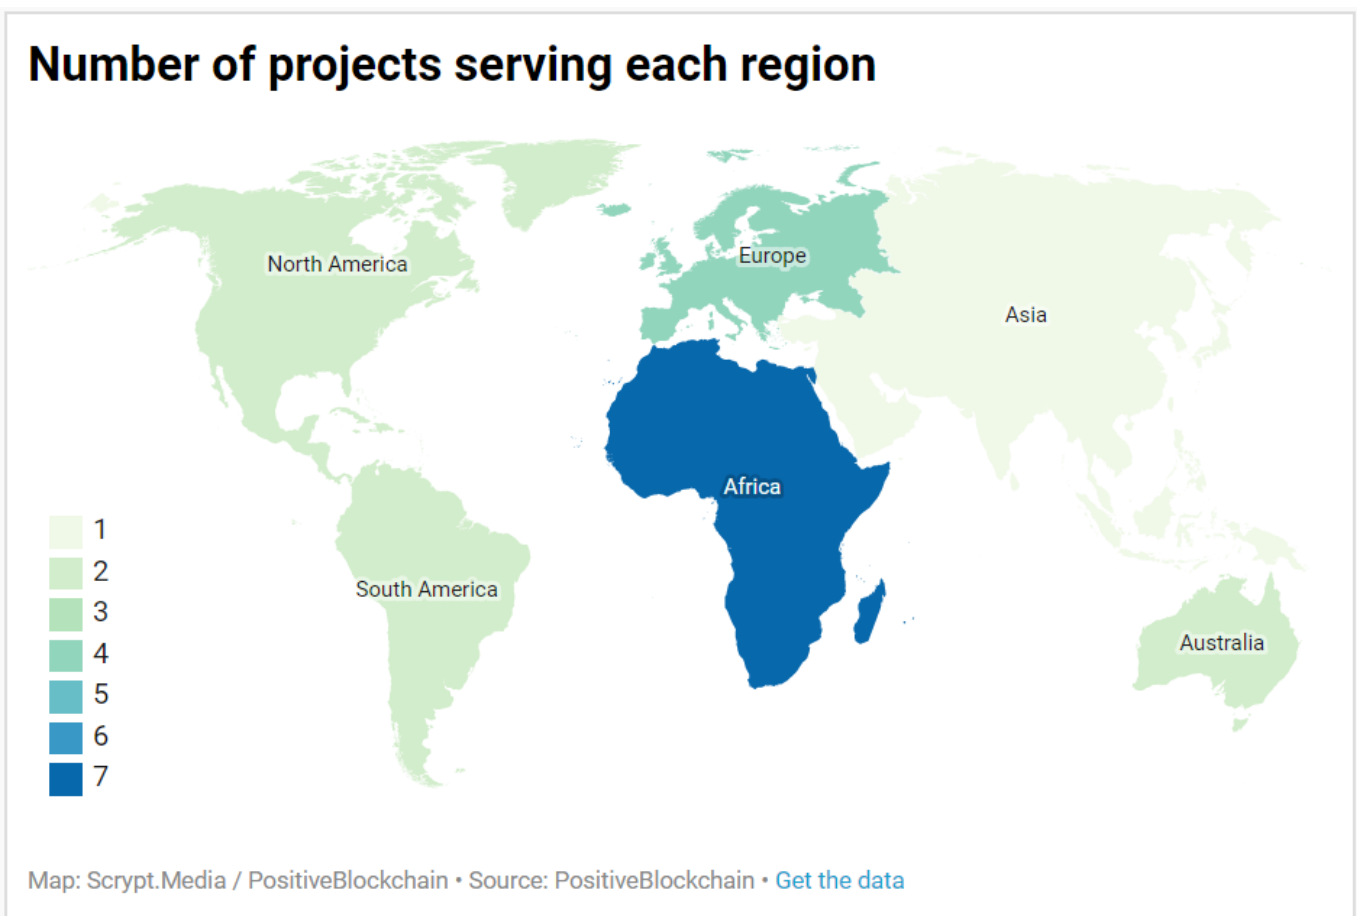 Number of projects serving each region
North America
Europe
Asia
Africa
South America
Australia
1
2
3
4
5
6
7
Map: Scrypt.Media / PositiveBlockchain • Source: PositiveBlockchain • Get the data